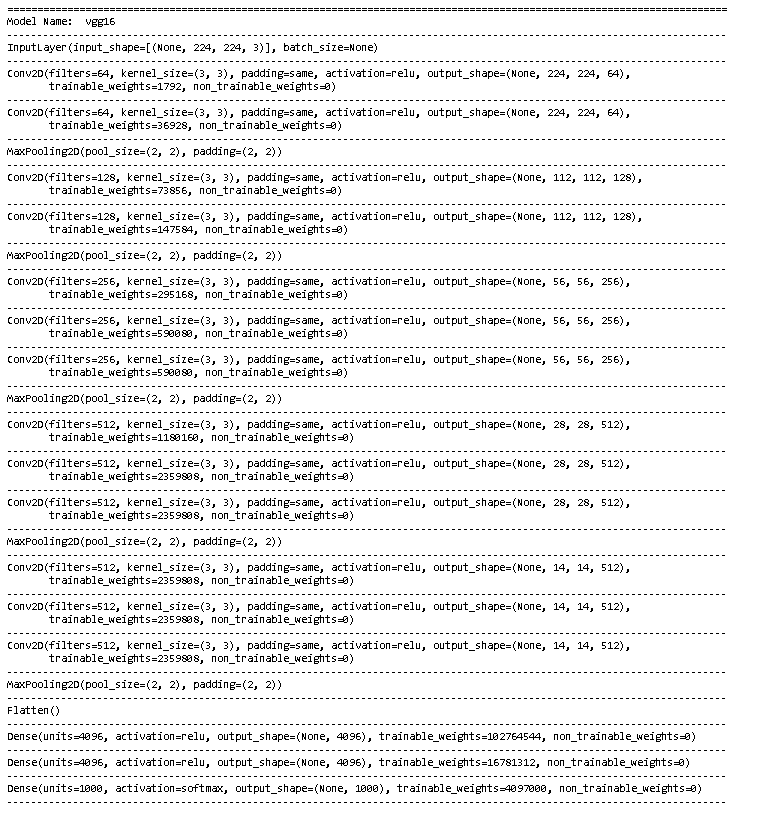 ==============================================================================================================
Model Name:  vgg16
--------------------------------------------------------------------------------------------------------------
InputLayer(input_shape=[(None, 224, 224, 3)], batch_size=None)
--------------------------------------------------------------------------------------------------------------
Conv2D(filters=64, kernel_size=(3, 3), padding=same, activation=relu, output_shape=(None, 224, 224, 64),
trainable_weights=1792, non_trainable_weights=0)
--------------------------------------------------------------------------------------------------------------
Conv2D(filters=64, kernel_size=(3, 3), padding=same, activation=relu, output_shape=(None, 224, 224, 64),
trainable_weights=36928, non_trainable_weights=0)
--------------------------------------------------------------------------------------------------------------
MaxPooling2D(pool_size=(2, 2), padding=(2, 2))
--------------------------------------------------------------------------------------------------------------
Conv2D(filters=128, kernel_size=(3, 3), padding=same, activation=relu, output_shape=(None, 112, 112, 128),
trainable_weights=73856, non_trainable_weights=0)
--------------------------------------------------------------------------------------------------------------
Conv2D(filters=128, kernel_size=(3, 3), padding=same, activation=relu, output_shape=(None, 112, 112, 128),
trainable_weights=147584, non_trainable_weights=0)
--------------------------------------------------------------------------------------------------------------
MaxPooling2D(pool_size=(2, 2), padding=(2, 2))
--------------------------------------------------------------------------------------------------------------
Conv2D(filters=256, kernel_size=(3, 3), padding=same, activation=relu, output_shape=(None, 56, 56, 256),
trainable_weights=295168, non_trainable_weights=0)
--------------------------------------------------------------------------------------------------------------
Conv2D(filters=256, kernel_size=(3, 3), padding=same, activation=relu, output_shape=(None, 56, 56, 256),
trainable_weights=590080, non_trainable_weights=0)
--------------------------------------------------------------------------------------------------------------
Conv2D(filters=256, kernel_size=(3, 3), padding=same, activation=relu, output_shape=(None, 56, 56, 256),
trainable_weights=590080, non_trainable_weights=0)
--------------------------------------------------------------------------------------------------------------
MaxPooling2D(pool_size=(2, 2), padding=(2, 2))
--------------------------------------------------------------------------------------------------------------
Conv2D(filters=512, kernel_size=(3, 3), padding=same, activation=relu, output_shape=(None, 28, 28, 512),
trainable_weights=1180160, non_trainable_weights=0)
--------------------------------------------------------------------------------------------------------------
Conv2D(filters=512, kernel_size=(3, 3), padding=same, activation=relu, output_shape=(None, 28, 28, 512),
trainable_weights=2359808, non_trainable_weights=0)
--------------------------------------------------------------------------------------------------------------
Conv2D(filters=512, kernel_size=(3, 3), padding=same, activation=relu, output_shape=(None, 28, 28, 512),
trainable_weights=2359808, non_trainable_weights=0)
--------------------------------------------------------------------------------------------------------------
MaxPooling2D(pool_size=(2, 2), padding=(2, 2))
--------------------------------------------------------------------------------------------------------------
Conv2D(filters=512, kernel_size=(3, 3), padding=same, activation=relu, output_shape=(None, 14, 14, 512),
trainable_weights=2359808, non_trainable_weights=0)
--------------------------------------------------------------------------------------------------------------
Conv2D(filters=512, kernel_size=(3, 3), padding=same, activation=relu, output_shape=(None, 14, 14, 512),
trainable_weights=2359808, non_trainable_weights=0)
--------------------------------------------------------------------------------------------------------------
Conv2D(filters=512, kernel_size=(3, 3), padding=same, activation=relu, output_shape=(None, 14, 14, 512),
trainable_weights=2359808, non_trainable_weights=0)
--------------------------------------------------------------------------------------------------------------
MaxPooling2D(pool_size=(2, 2), padding=(2, 2))
--------------------------------------------------------------------------------------------------------------
Flatten()
--------------------------------------------------------------------------------------------------------------
Dense(units=4096, activation=relu, output_shape=(None, 4096), trainable_weights=102764544, non_trainable_weights=0)
--------------------------------------------------------------------------------------------------------------
Dense(units=4096, activation=relu, output_shape=(None, 4096), trainable_weights=16781312, non_trainable_weights=0)
--------------------------------------------------------------------------------------------------------------
Dense(units=1000, activation=softmax, output_shape=(None, 1000), trainable_weights=4097000, non_trainable_weights=0)
--------------------------------------------------------------------------------------------------------------